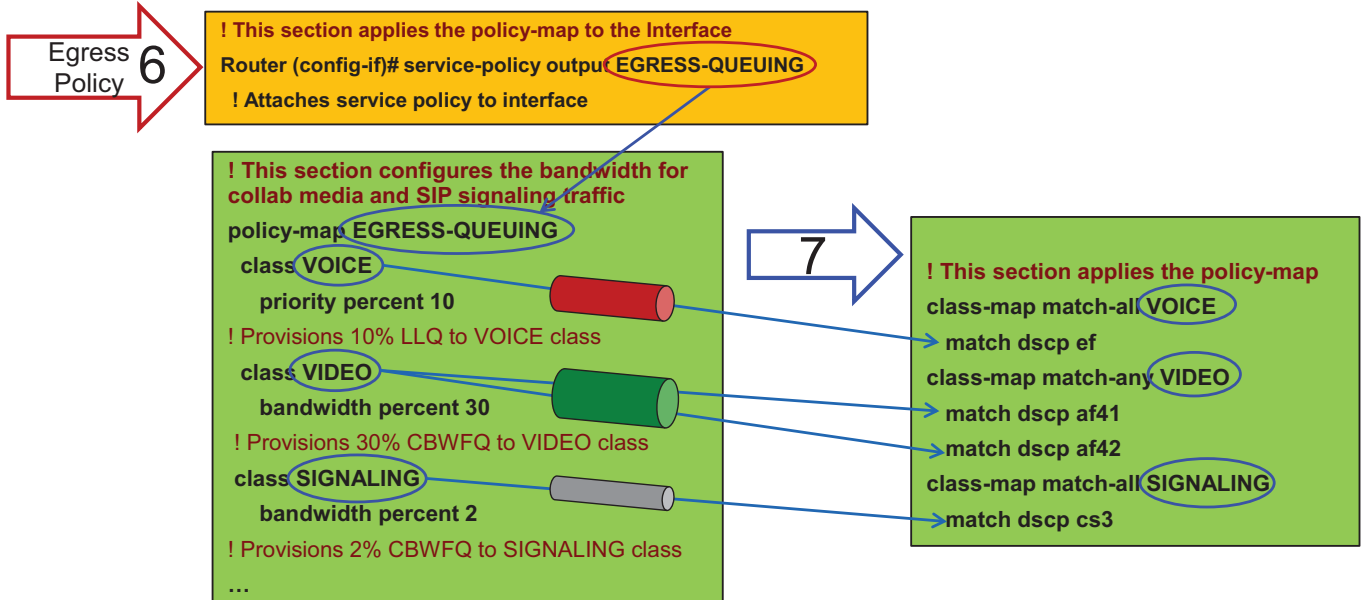 Egress
Policy
6
! This section applies the policy-map to the Interface
Router (config-if)# service-policy output EGRESS-QUEUING
! Attaches service policy to interface
! This section configures the bandwidth for
collab media and SIP signaling traffic
policy-map EGRESS-QUEUING
class VOICE
priority percent 10
! Provisions 10% LLQ to VOICE class
class VIDEO
bandwidth percent 30
! Provisions 30% CBWFQ to VIDEO class
class SIGNALING
bandwidth percent 2
! Provisions 2% CBWFQ to SIGNALING class
…
7
! This section applies the policy-map
class-map match-all VOICE
match dscp ef
class-map match-any VIDEO
match dscp af41
match dscp af42
class-map match-all SIGNALING
match dscp cs3